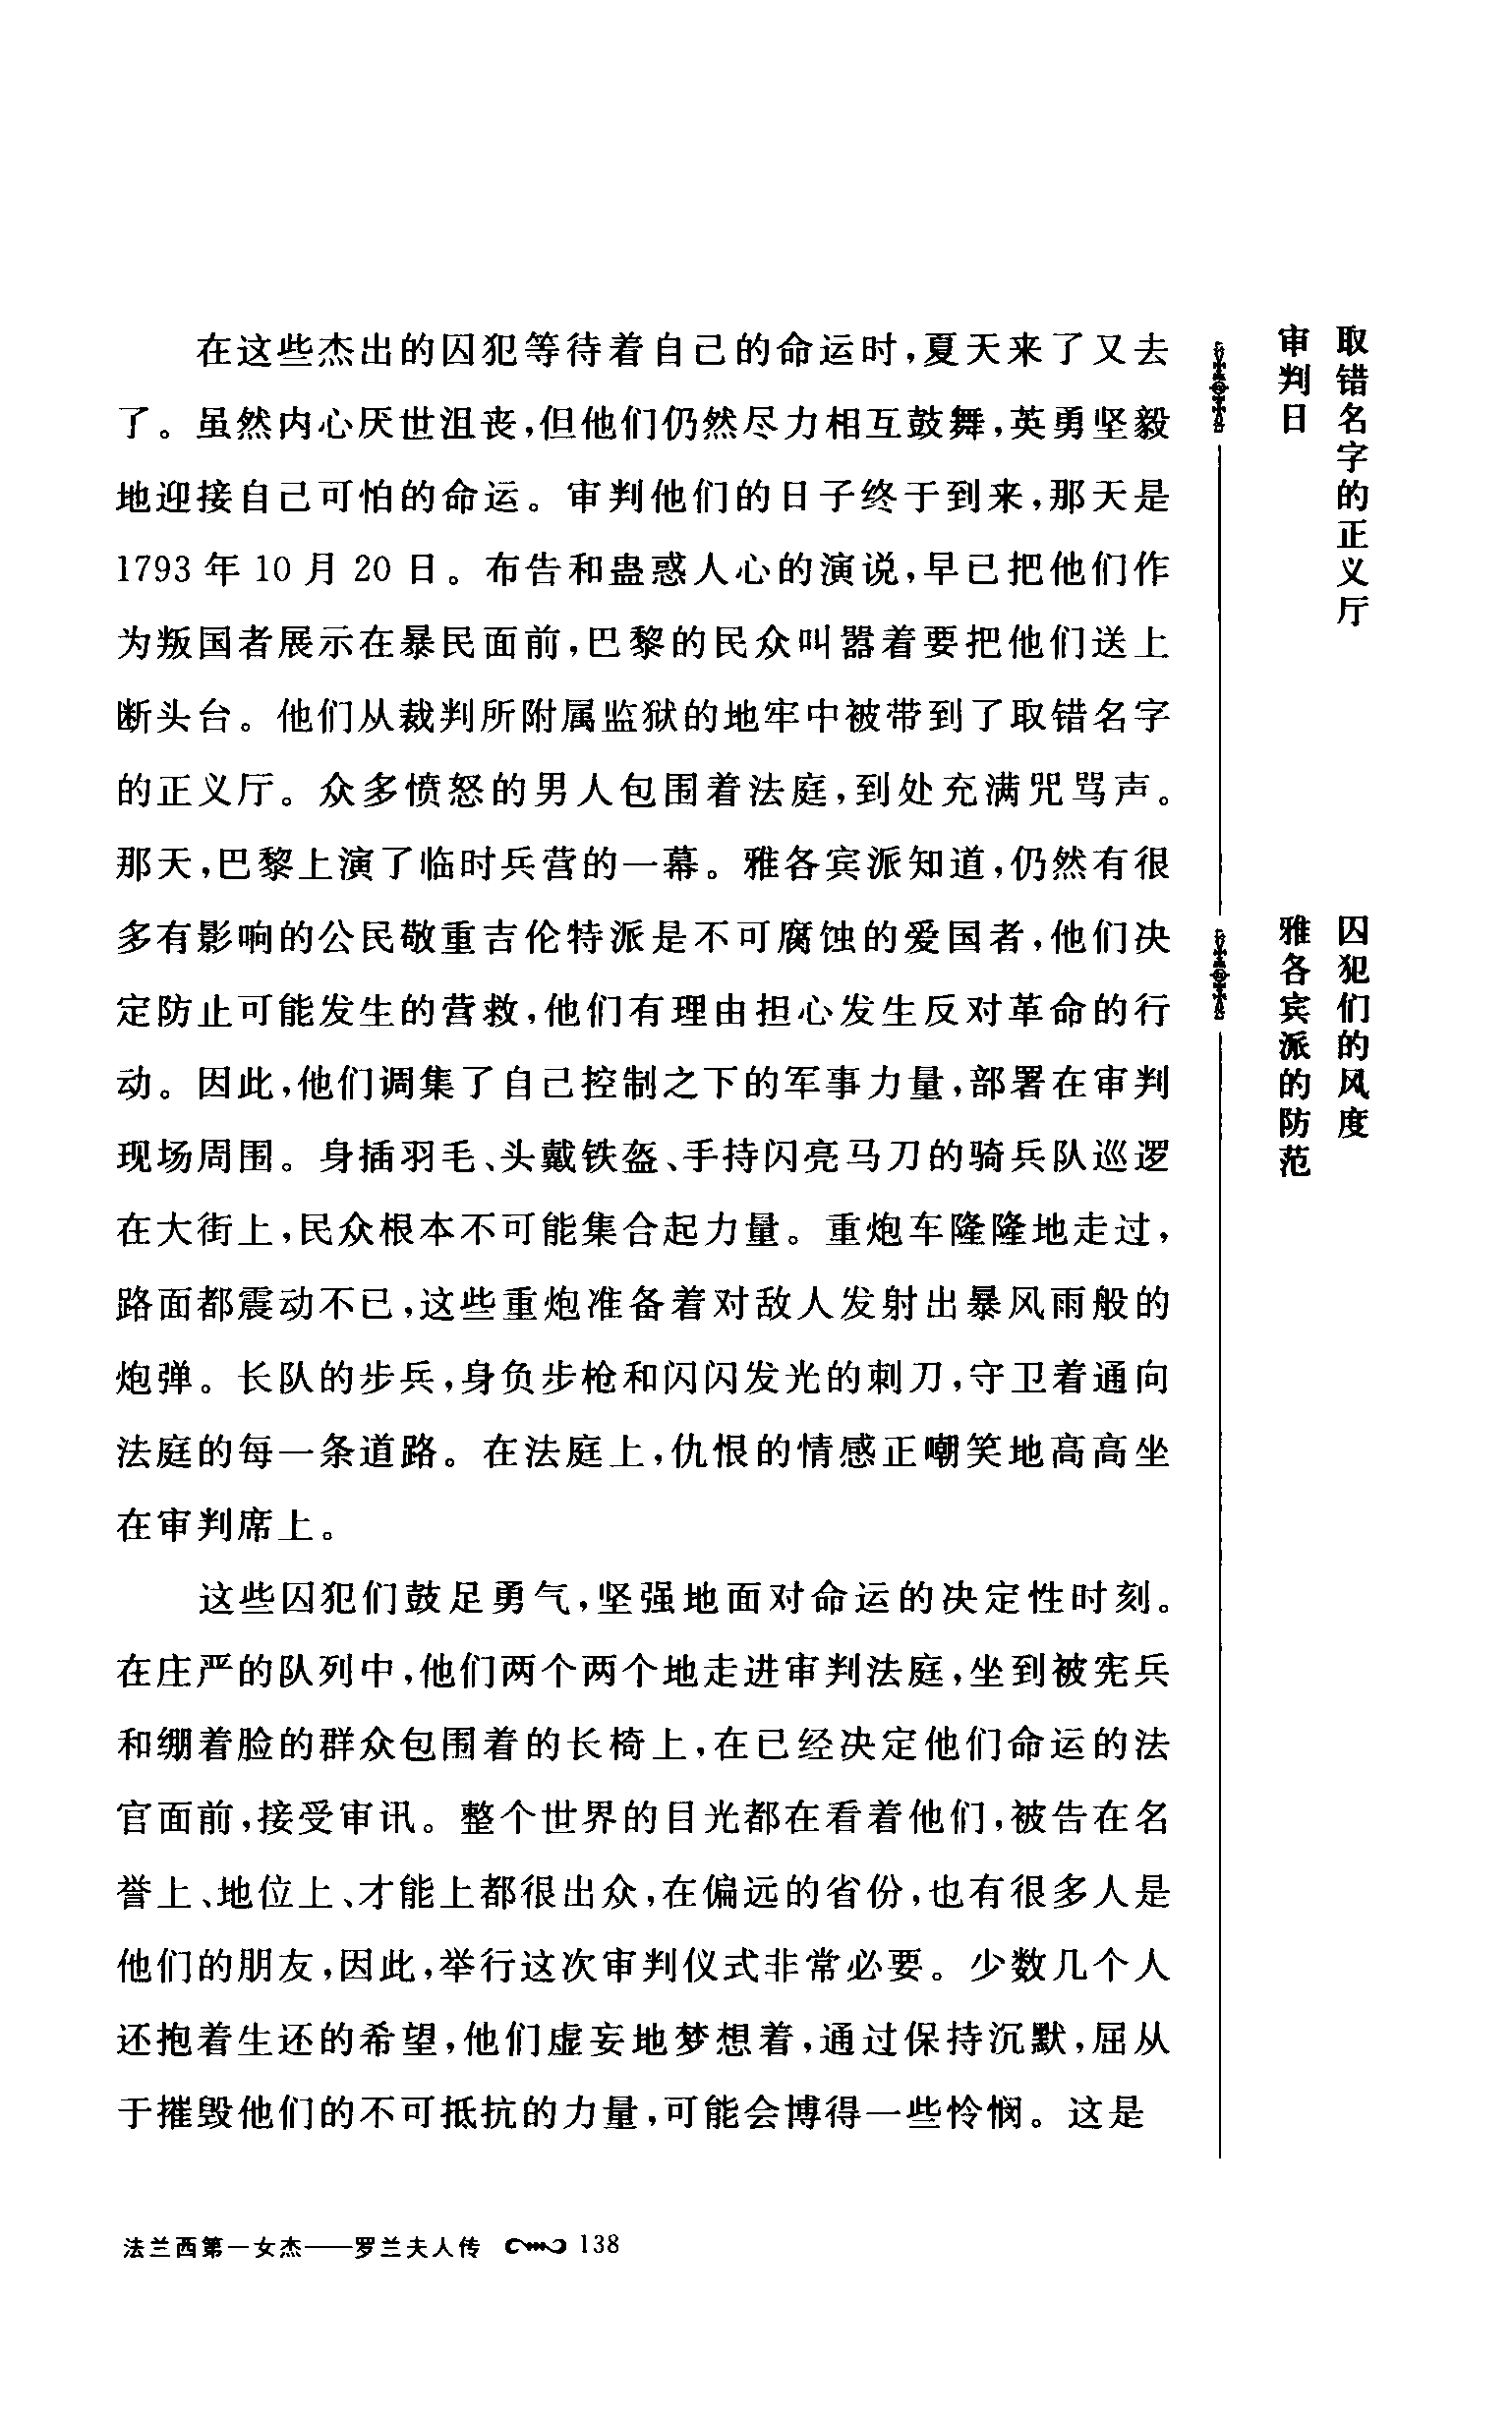 在这些杰出的囚犯等待着自己的命运时，夏天来了又去
了。虽然内心厌世沮丧，但他们仍然尽力相互鼓舞，英勇坚毅
地迎接自己可怕的命运。审判他们的日子终于到来，那天是
1793 年 10 月 20 日。布告和蛊惑人心的演说，早已把他们作
为叛国者展示在暴民面前，巴黎的民众叫嚣着要把他们送上
断头台。他们从裁判所附属监狱的地牢中被带到了取错名字
的正义厅。众多愤怒的男人包围着法庭，到处充满咒骂声。
那天，巴黎上演了临时兵营的一幕。雅各宾派知道，仍然有很
多有影响的公民敬重吉伦特派是不可腐蚀的爱国者，他们决
定防止可能发生的营救，他们有理由担心发生反对革命的行
动。因此，他们调集了自己控制之下的军事力量，部署在审判
现场周围。身插羽毛、头戴铁盔、手持闪亮马刀的骑兵队巡逻
在大街上，民众根本不可能集合起力量。重炮车隆隆地走过，
路面都震动不已，这些重炮准备着对敌人发射出暴风雨般的
炮弹。长队的步兵，身负步枪和闪闪发光的刺刀，守卫着通向
法庭的每一条道路。在法庭上，仇恨的情感正嘲笑地高高坐
在审判席上。
这些囚犯们鼓足勇气，坚强地面对命运的决定性时刻。
在庄严的队列中，他们两个两个地走进审判法庭，坐到被宪兵
和绷着脸的群众包围着的长椅上，在已经决定他们命运的法
官面前，接受审讯。整个世界的目光都在看着他们，被告在名
誉上、地位上、才能上都很出众，在偏远的省份，也有很多人是
他们的朋友，因此，举行这次审判仪式非常必要。少数几个人
还抱着生还的希望，他们虚妄地梦想着，通过保持沉默，屈从
于摧毁他们的不可抵抗的力量，可能会博得一些怜悯。这是
取错名字的正义厅
审判日
囚犯们的风度
雅各宾派的防范
法兰西第一女杰——罗兰夫人传 138